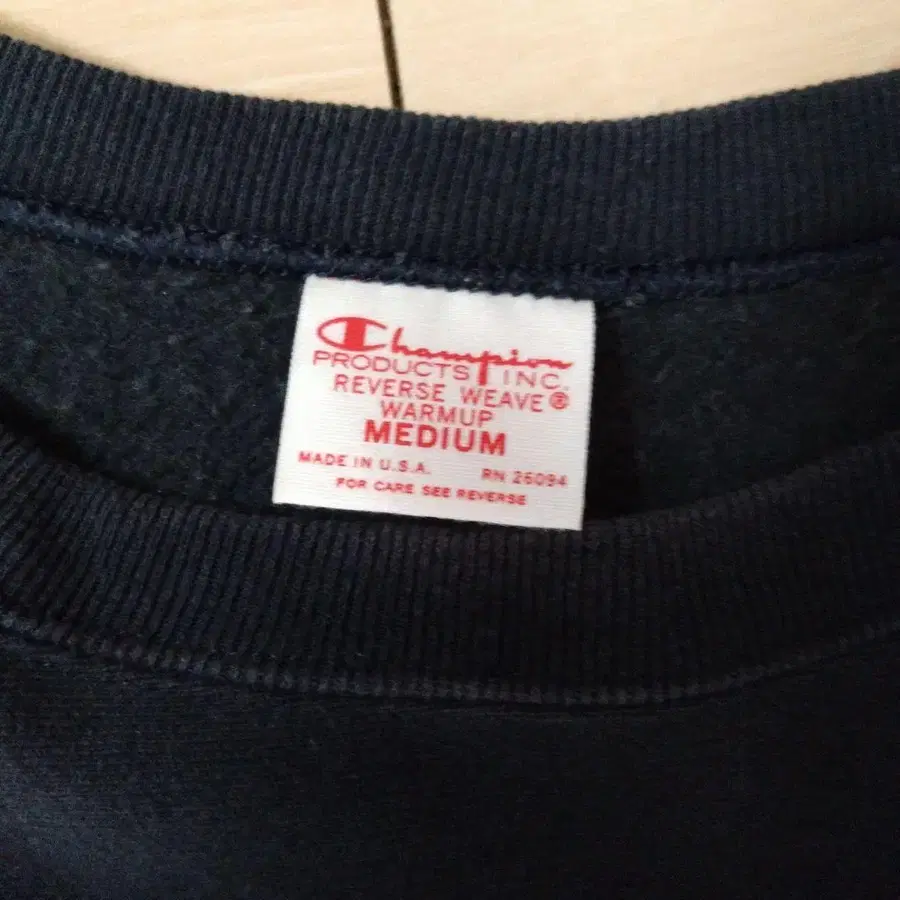 Champion
PRODUCTS INC.
REVERSE WEAVE®
WARMUP
MEDIUM
MADE IN U.S.A. RN 26094
FOR CARE SEE REVERSE